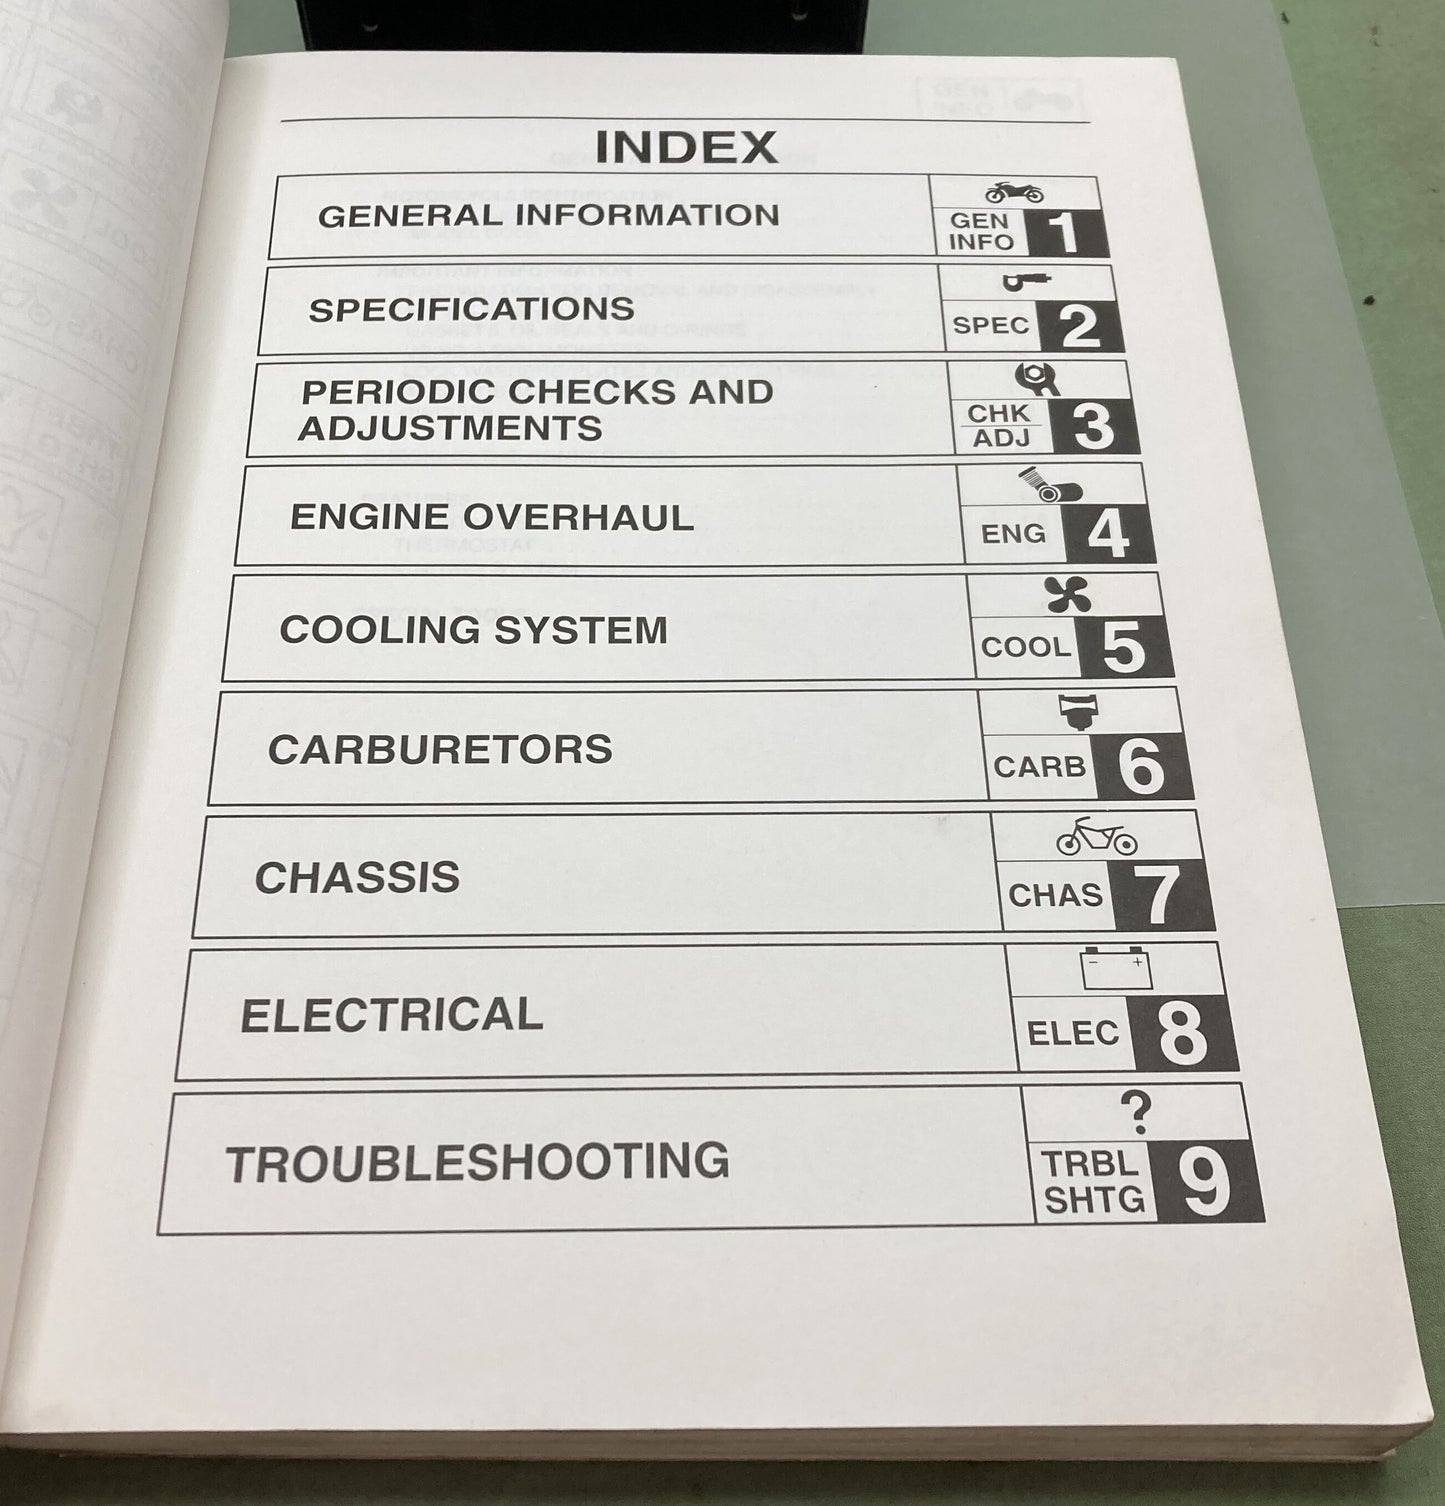 INDEX
GENERAL INFORMATION
GEN
INFO
1
SPECIFICATIONS
SPEC
2
PERIODIC CHECKS AND
ADJUSTMENTS
CHK
ADJ
3
ENGINE OVERHAUL
ENG
4
COOLING SYSTEM
COOL
5
CARBURETORS
CARB
6
CHASSIS
CHAS
7
ELECTRICAL
- +
ELEC
8
TROUBLESHOOTING
?
TRBL
SHTG
9